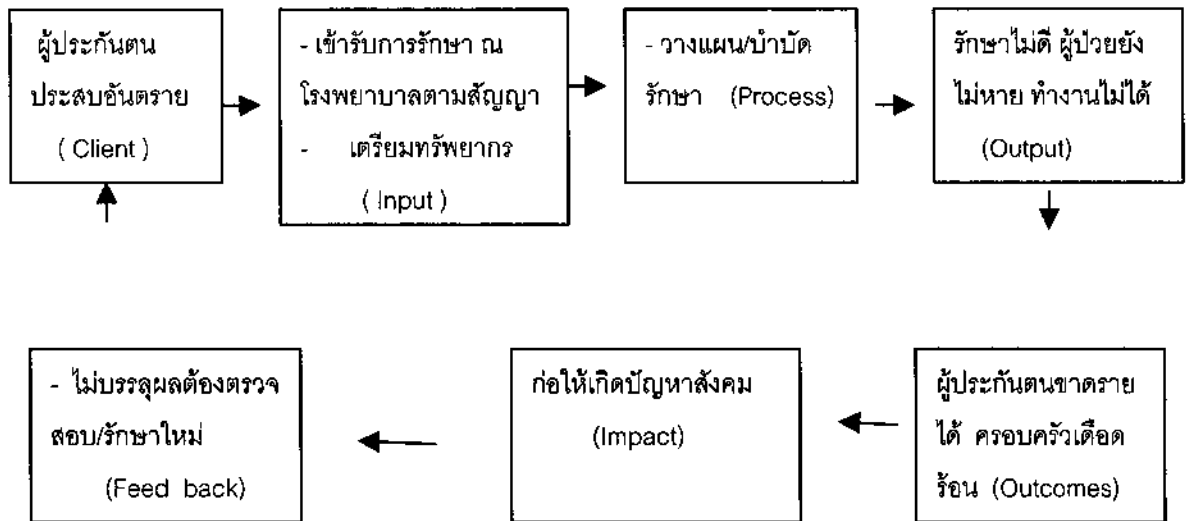 ผู้ประกันตน
ประสบอันตราย
( Client )
- เข้ารับการรักษา ณ
โรงพยาบาลตามสัญญา
- เตรียมทรัพยากร
( Input )
- วางแผน/บำบัด
รักษา (Process)
รักษาไม่ดี ผู้ป่วยยัง
ไม่หาย ทำงานไม่ได้
(Output)
- ไม่บรรลุผลต้องตรวจ
สอบ/รักษาใหม่
(Feed back)
ก่อให้เกิดปัญหาสังคม
(Impact)
ผู้ประกันตนขาดราย
ได้ ครอบครัวเดือด
ร้อน (Outcomes)